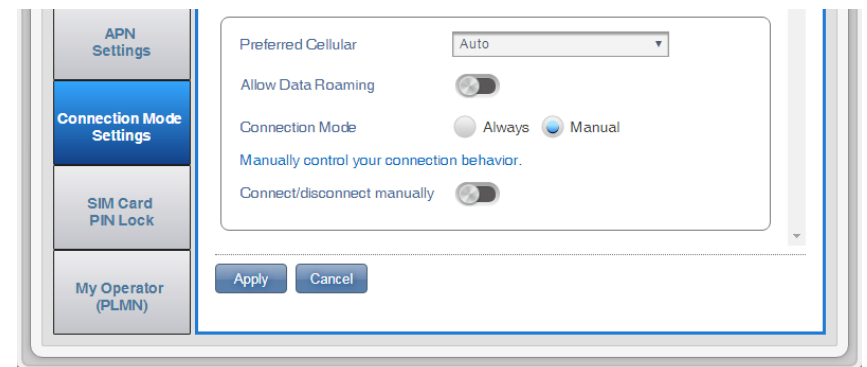 APN
Settings
Connection Mode
Settings
SIM Card
PIN Lock
My Operator
(PLMN)
Preferred Cellular
Auto
Allow Data Roaming
Connection Mode
Always
Manual
Manually control your connection behavior.
Connect/disconnect manually
Apply
Cancel